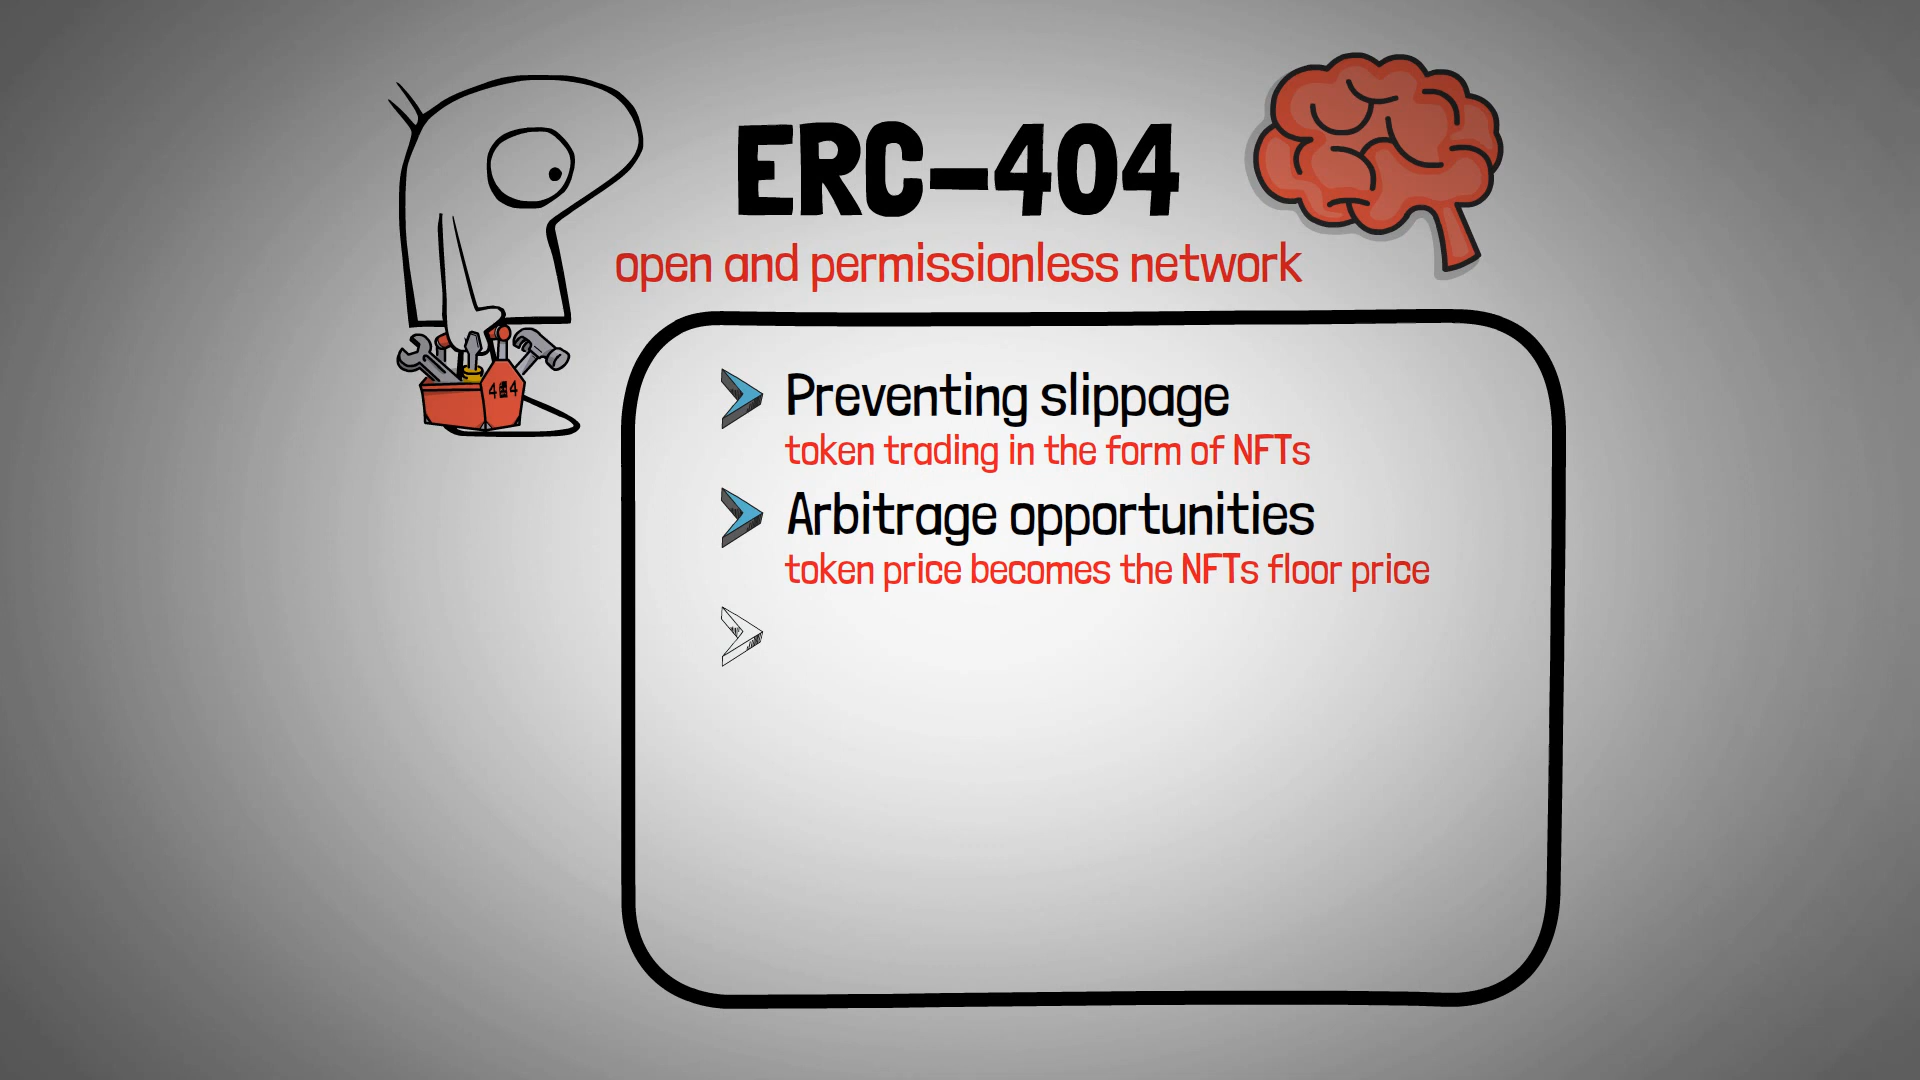 ERC-404
open and permissionless network
404
Preventing slippage
token trading in the form of NFTs
Arbitrage opportunities
token price becomes the NFTs floor price